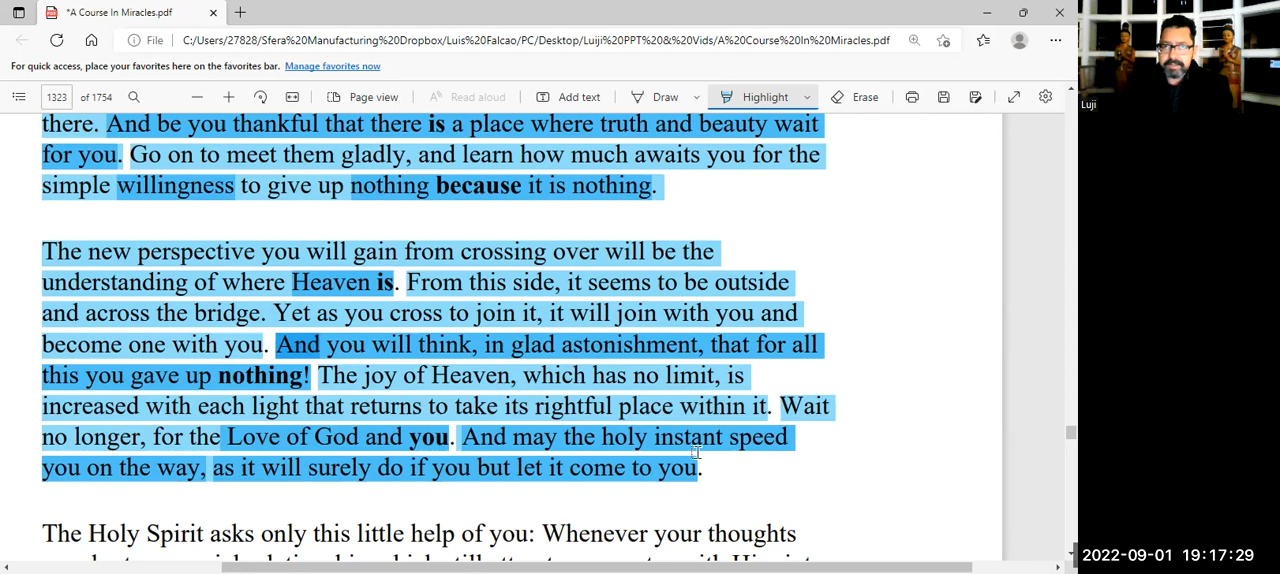 *A Course In Miracles.pdf
File
C:/Users/27828/Sfera%20Manufacturing%20Dropbox/Luis%20Falcao/PC/Desktop/Luiji%20PPT%20&%20Vids/A%20Course%20In%20Miracles.pdf
For quick access, place your favorites here on the favorites bar. Manage favorites now
1323 of 1754 Page view Read aloud Add text Draw Highlight Erase
there. And be you thankful that there is a place where truth and beauty wait
for you. Go on to meet them gladly, and learn how much awaits you for the
simple willingness to give up nothing because it is nothing.
The new perspective you will gain from crossing over will be the
understanding of where Heaven is. From this side, it seems to be outside
and across the bridge. Yet as you cross to join it, it will join with you and
become one with you. And you will think, in glad astonishment, that for all
this you gave up nothing! The joy of Heaven, which has no limit, is
increased with each light that returns to take its rightful place within it. Wait
no longer, for the Love of God and you. And may the holy instant speed
you on the way, as it will surely do if you but let it come to you.
The Holy Spirit asks only this little help of you: Whenever your thoughts
Luji
2022-09-01 19:17:29